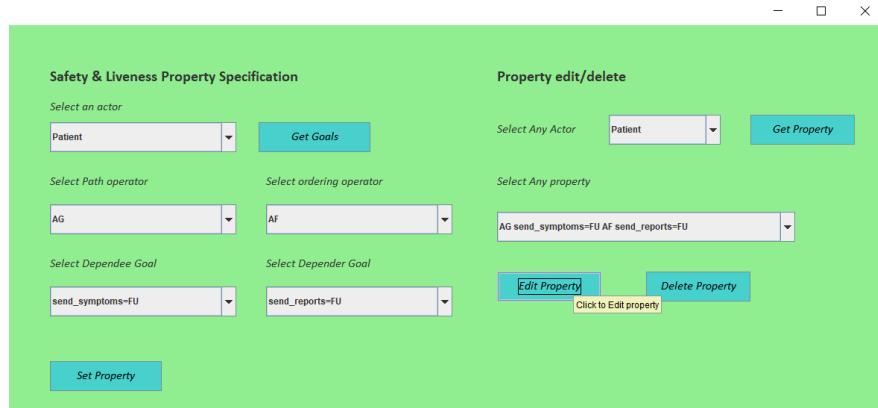 Safety & Liveness Property Specification
Select an actor
Patient
Get Goals
Select Path operator
Select ordering operator
AG
AF
Select Dependee Goal
Select Depender Goal
send_symptoms=FU
send_reports=FU
Set Property
Property edit/delete
Select Any Actor
Patient
Get Property
Select Any property
AG send_symptoms=FU AF send_reports=FU
Edit Property
Delete Property
Click to Edit property